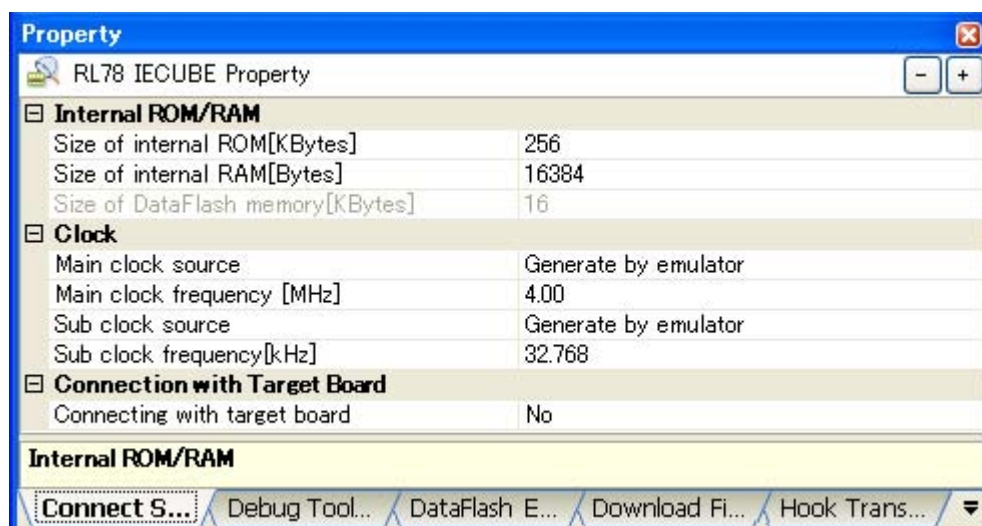 Property
RL78 IECUBE Property
Internal ROM/RAM
Size of internal ROM[KBytes] 256
Size of internal RAM[Bytes] 16384
Size of DataFlash memory[KBytes] 16
Clock
Main clock source Generate by emulator
Main clock frequency [MHz] 4.00
Sub clock source Generate by emulator
Sub clock frequency[kHz] 32.768
Connection with Target Board
Connecting with target board No
Internal ROM/RAM
Connect S... Debug Tool... DataFlash E... Download Fi... Hook Trans...